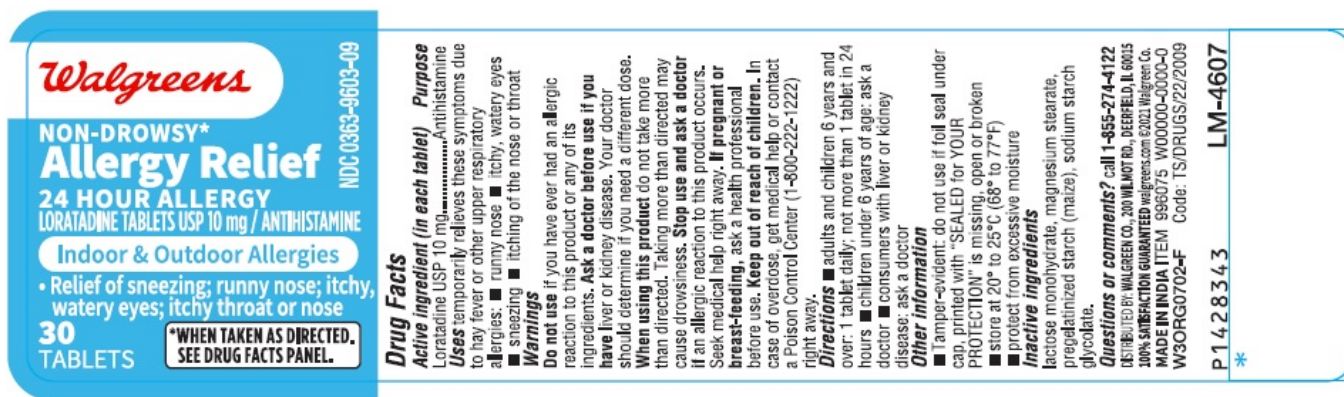 Walgreens
NON-DROWSY*
Allergy Relief
24 HOUR ALLERGY
LORATADINE TABLETS USP 10 mg / ANTIHISTAMINE
Indoor & Outdoor Allergies
• Relief of sneezing; runny nose; itchy,
watery eyes; itchy throat or nose
30
TABLETS
*WHEN TAKEN AS DIRECTED.
SEE DRUG FACTS PANEL.
NDC 0363-9603-09
Drug Facts
Active ingredient (in each tablet) Purpose
Loratadine USP 10 mg..............Antihistamine
Uses temporarily relieves these symptoms due
to hay fever or other upper respiratory
allergies: ■ runny nose ■ itchy, watery eyes
■ sneezing ■ itching of the nose or throat
Warnings
Do not use if you have ever had an allergic
reaction to this product or any of its
ingredients. Ask a doctor before use if you
have liver or kidney disease. Your doctor
should determine if you need a different dose.
When using this product do not take more
than directed. Taking more than directed may
cause drowsiness. Stop use and ask a doctor
if an allergic reaction to this product occurs.
Seek medical help right away. If pregnant or
breast-feeding, ask a health professional
before use. Keep out of reach of children. In
case of overdose, get medical help or contact
a Poison Control Center (1-800-222-1222)
right away.
Directions ■ adults and children 6 years and
over: 1 tablet daily; not more than 1 tablet in 24
hours ■ children under 6 years of age: ask a
doctor ■ consumers with liver or kidney
disease: ask a doctor
Other information
■ Tamper-evident: do not use if foil seal under
cap, printed with "SEALED for YOUR
PROTECTION" is missing, open or broken
■ store at 20° to 25°C (68° to 77°F)
■ protect from excessive moisture
Inactive ingredients
lactose monohydrate, magnesium stearate,
pregelatinized starch (maize), sodium starch
glycolate.
Questions or comments? call 1-855-274-4122
DISTRIBUTED BY: WALGREEN CO., 200 WILMOT RD., DEERFIELD, IL 60015
100% SATISFACTION GUARANTEED walgreens.com ©2021 Walgreen Co.
MADE IN INDIA ITEM 996075 W00000-0000-0
W3ORG0702=F Code: TS/DRUGS/22/2009
P1428343 LM-4607
*